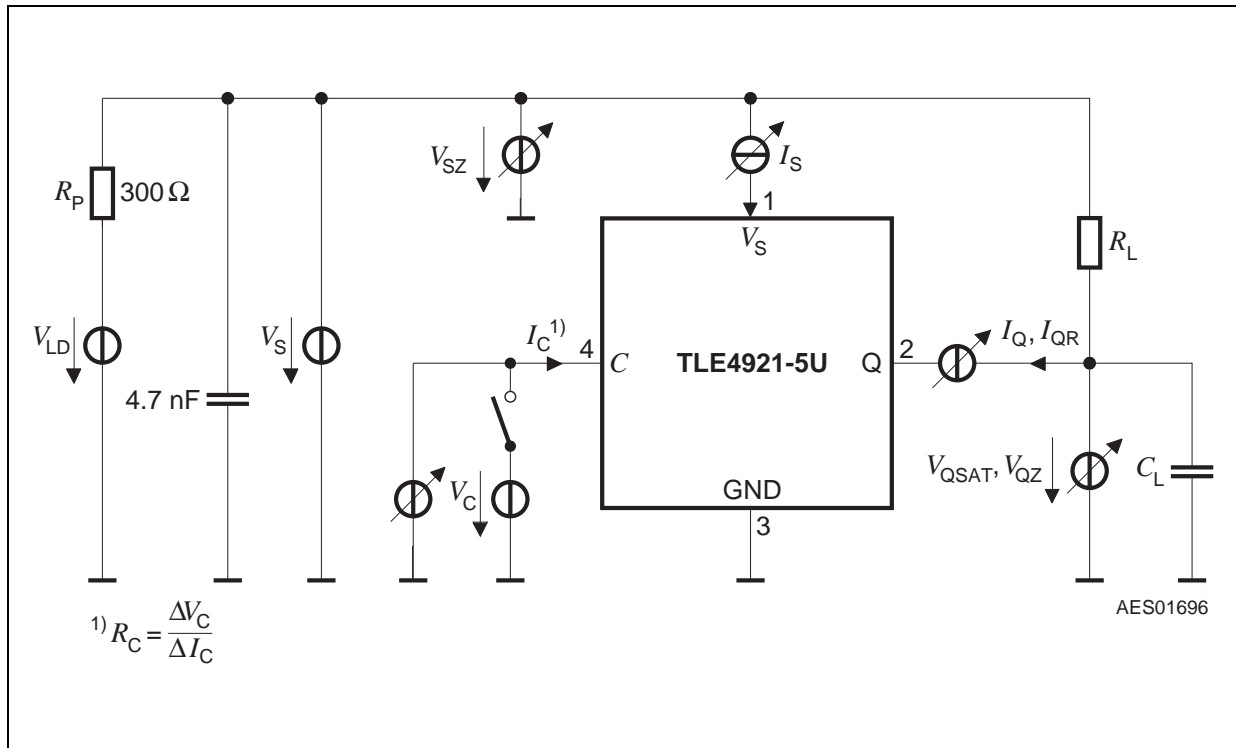 V_SZ
I_S
1
V_S
R_P 300 Ω
R_L
V_LD
V_S
I_C 1)
4
C
TLE4921-5U
Q
2
I_Q, I_QR
4.7 nF
V_C
GND
3
V_QSAT, V_QZ
C_L
AES01696
1) R_C = ΔV_C / ΔI_C